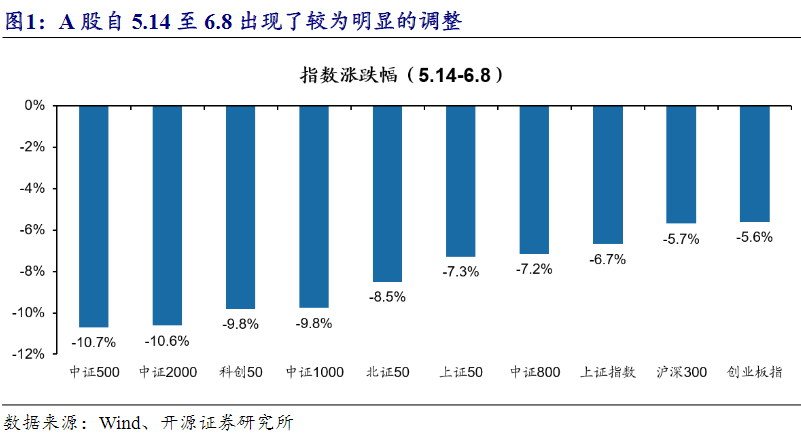 图1：A 股自 5.14 至 6.8 出现了较为明显的调整
指数涨跌幅（5.14-6.8）
0%
-2%
-4%
-6%
-8%
-10%
-12%
-10.7%
-10.6%
-9.8%
-9.8%
-8.5%
-7.3%
-7.2%
-6.7%
-5.7%
-5.6%
中证500
中证2000
科创50
中证1000
北证50
上证50
中证800
上证指数
沪深300
创业板指
数据来源：Wind、开源证券研究所